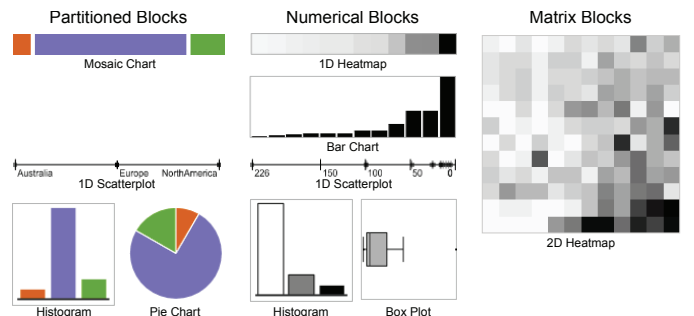 Partitioned Blocks
Numerical Blocks
Matrix Blocks
Mosaic Chart
1D Heatmap
Bar Chart
Australia
Europe
NorthAmerica
1D Scatterplot
226
150
100
50
0
1D Scatterplot
2D Heatmap
Histogram
Pie Chart
Histogram
Box Plot